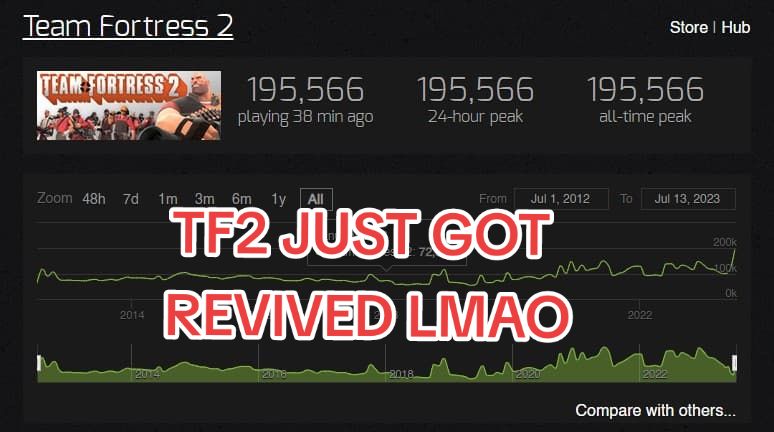 Team Fortress 2
Store | Hub
TEAM FORTRESS 2
195,566
195,566
195,566
playing 38 min ago
24-hour peak
all-time peak
Zoom 48h 7d 1m 3m 6m 1y All
From Jul 1, 2012 To Jul 13, 2023
TF2 JUST GOT
2: 72,
200k
100k
0k
REVIVED LMAO
2014
2022
2014
2016
2018
2020
2022
Compare with others...